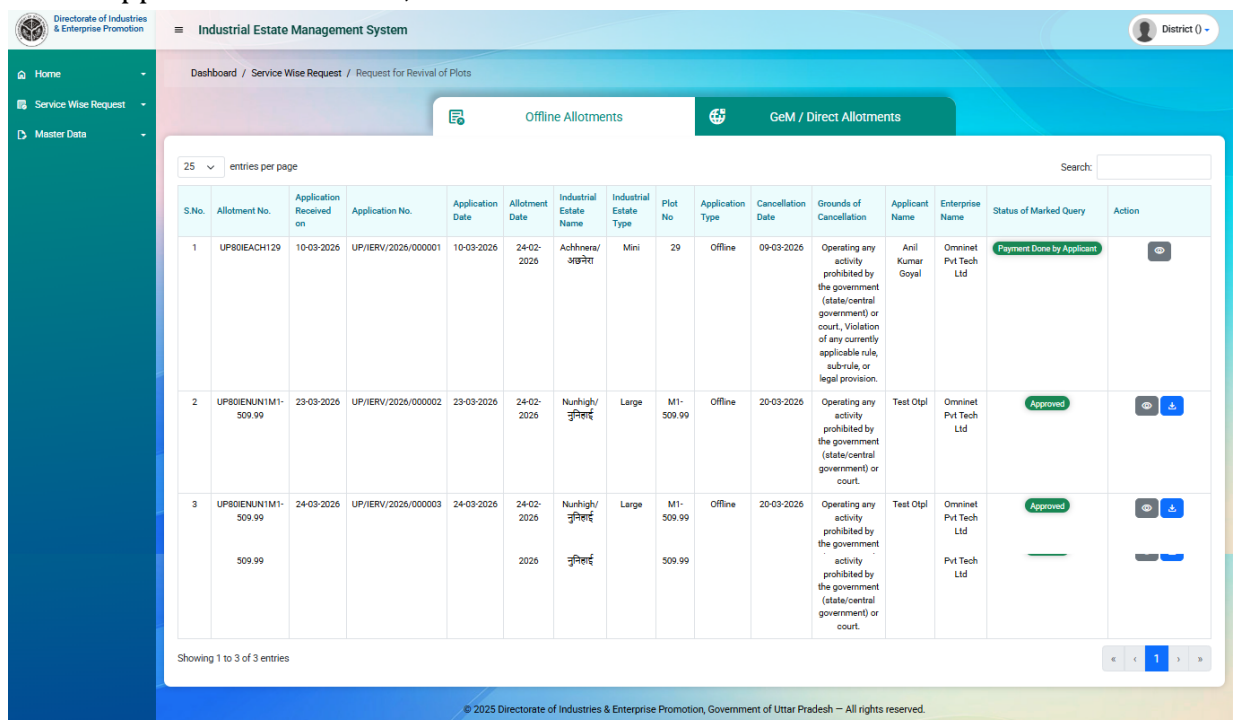 Directorate of Industries
& Enterprise Promotion
≡ Industrial Estate Management System
District ()
Home
Service Wise Request
Master Data
Dashboard / Service Wise Request / Request for Revival of Plots
Offline Allotments
GeM / Direct Allotments
25 entries per page
Search:
S.No.
Allotment No.
Application
Received
on
Application No.
Application
Date
Allotment
Date
Industrial
Estate
Name
Industrial
Estate
Type
Plot
No
Application
Type
Cancellation
Date
Grounds of
Cancellation
Applicant
Name
Enterprise
Name
Status of Marked Query
Action
1
UP80IEACH129
10-03-2026
UP/IERV/2026/000001
10-03-2026
24-02-
2026
Achhnera/
अछनेरा
Mini
29
Offline
09-03-2026
Operating any
activity
prohibited by
the government
(state/central
government) or
court., Violation
of any currently
applicable rule,
sub-rule, or
legal provision.
Anil
Kumar
Goyal
Omninet
Pvt Tech
Ltd
Payment Done by Applicant
2
UP80IENUN1M1-
509.99
23-03-2026
UP/IERV/2026/000002
23-03-2026
24-02-
2026
Nunhigh/
नुनिहाई
Large
M1-
509.99
Offline
20-03-2026
Operating any
activity
prohibited by
the government
(state/central
government) or
court.
Test Otpl
Omninet
Pvt Tech
Ltd
Approved
3
UP80IENUN1M1-
509.99
24-03-2026
UP/IERV/2026/000003
24-03-2026
24-02-
2026
Nunhigh/
नुनिहाई
Large
M1-
509.99
Offline
20-03-2026
Operating any
activity
prohibited by
the government
Test Otpl
Omninet
Pvt Tech
Ltd
Approved
509.99
2026
नुनिहाई
509.99
activity
prohibited by
the government
(state/central
government) or
court.
Pvt Tech
Ltd
Showing 1 to 3 of 3 entries
« ‹ 1 › »
© 2025 Directorate of Industries & Enterprise Promotion, Government of Uttar Pradesh — All rights reserved.